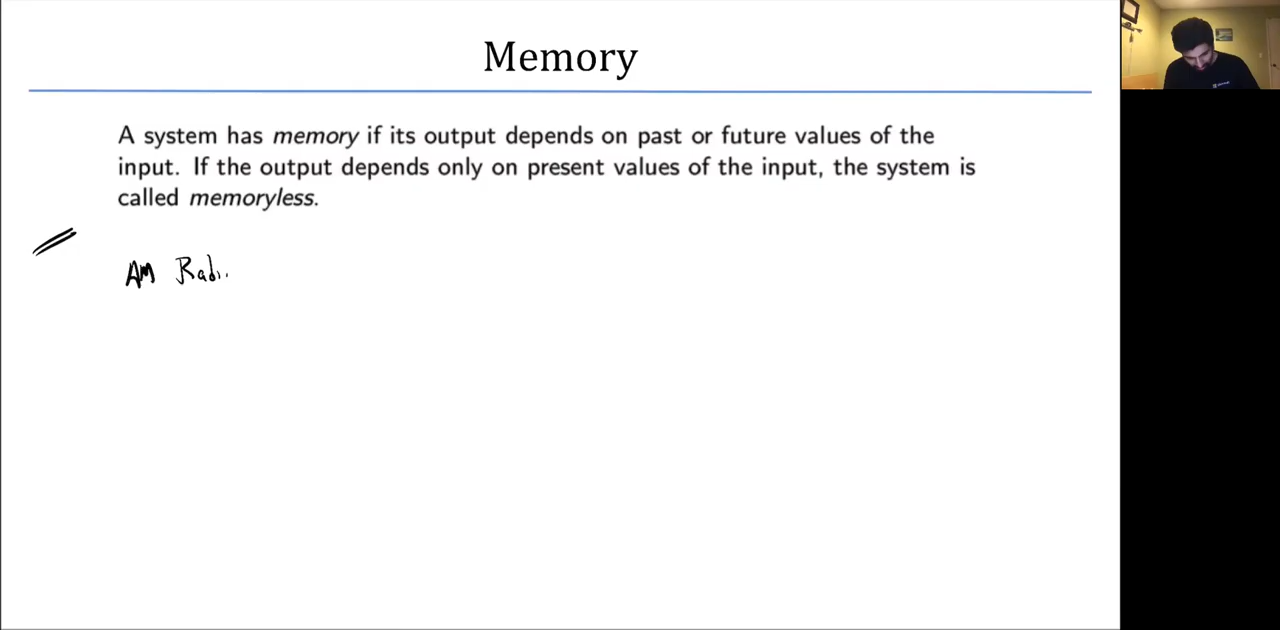 Memory
A system has memory if its output depends on past or future values of the
input. If the output depends only on present values of the input, the system is
called memoryless.
AM Radi.